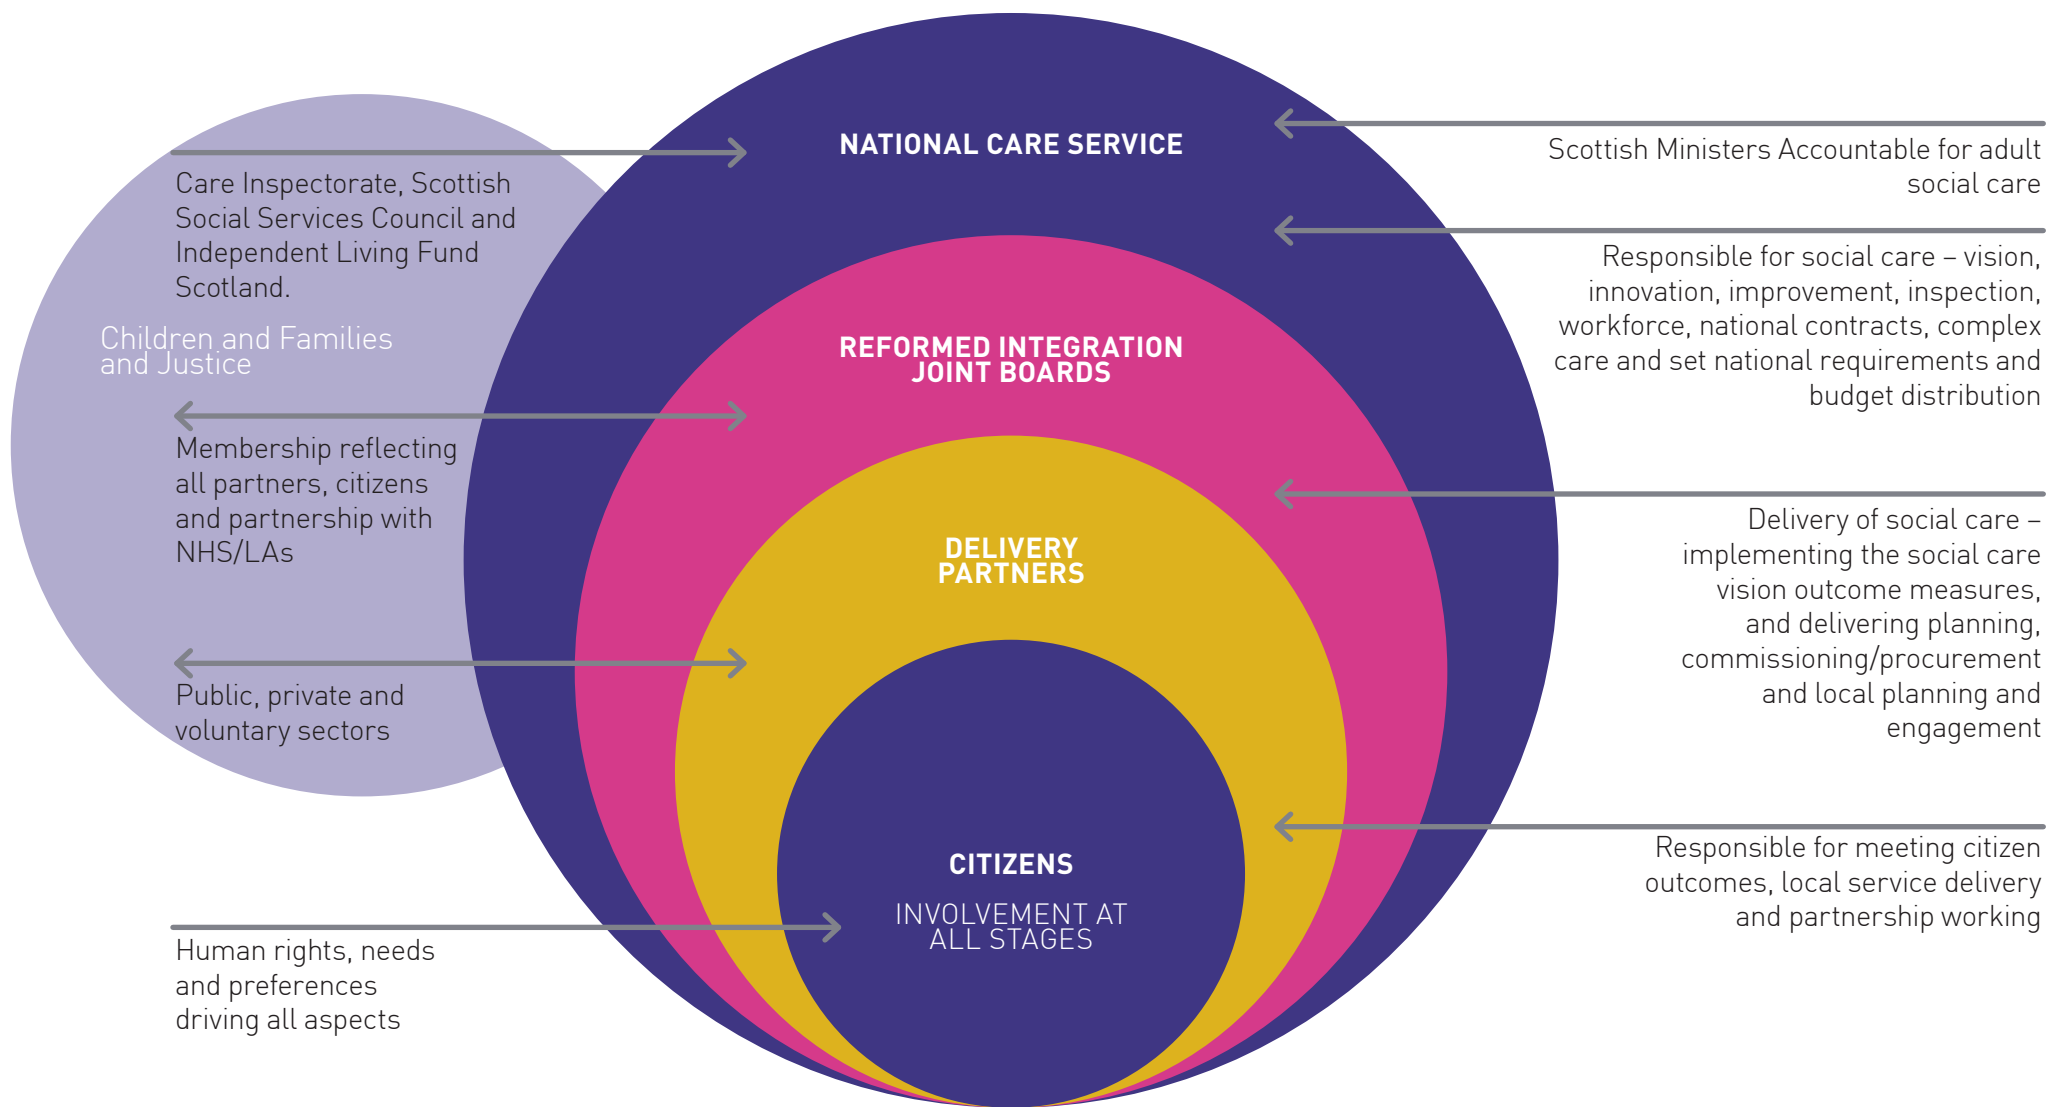 NATIONAL CARE SERVICE
Care Inspectorate, Scottish
Social Services Council and
Independent Living Fund
Scotland.
Children and Families
and Justice
Membership reflecting
all partners, citizens
and partnership with
NHS/LAs
Public, private and
voluntary sectors
Human rights, needs
and preferences
driving all aspects
REFORMED INTEGRATION
JOINT BOARDS
DELIVERY
PARTNERS
CITIZENS
INVOLVEMENT AT
ALL STAGES
Scottish Ministers Accountable for adult
social care
Responsible for social care – vision,
innovation, improvement, inspection,
workforce, national contracts, complex
care and set national requirements and
budget distribution
Delivery of social care –
implementing the social care
vision outcome measures,
and delivering planning,
commissioning/procurement
and local planning and
engagement
Responsible for meeting citizen
outcomes, local service delivery
and partnership working